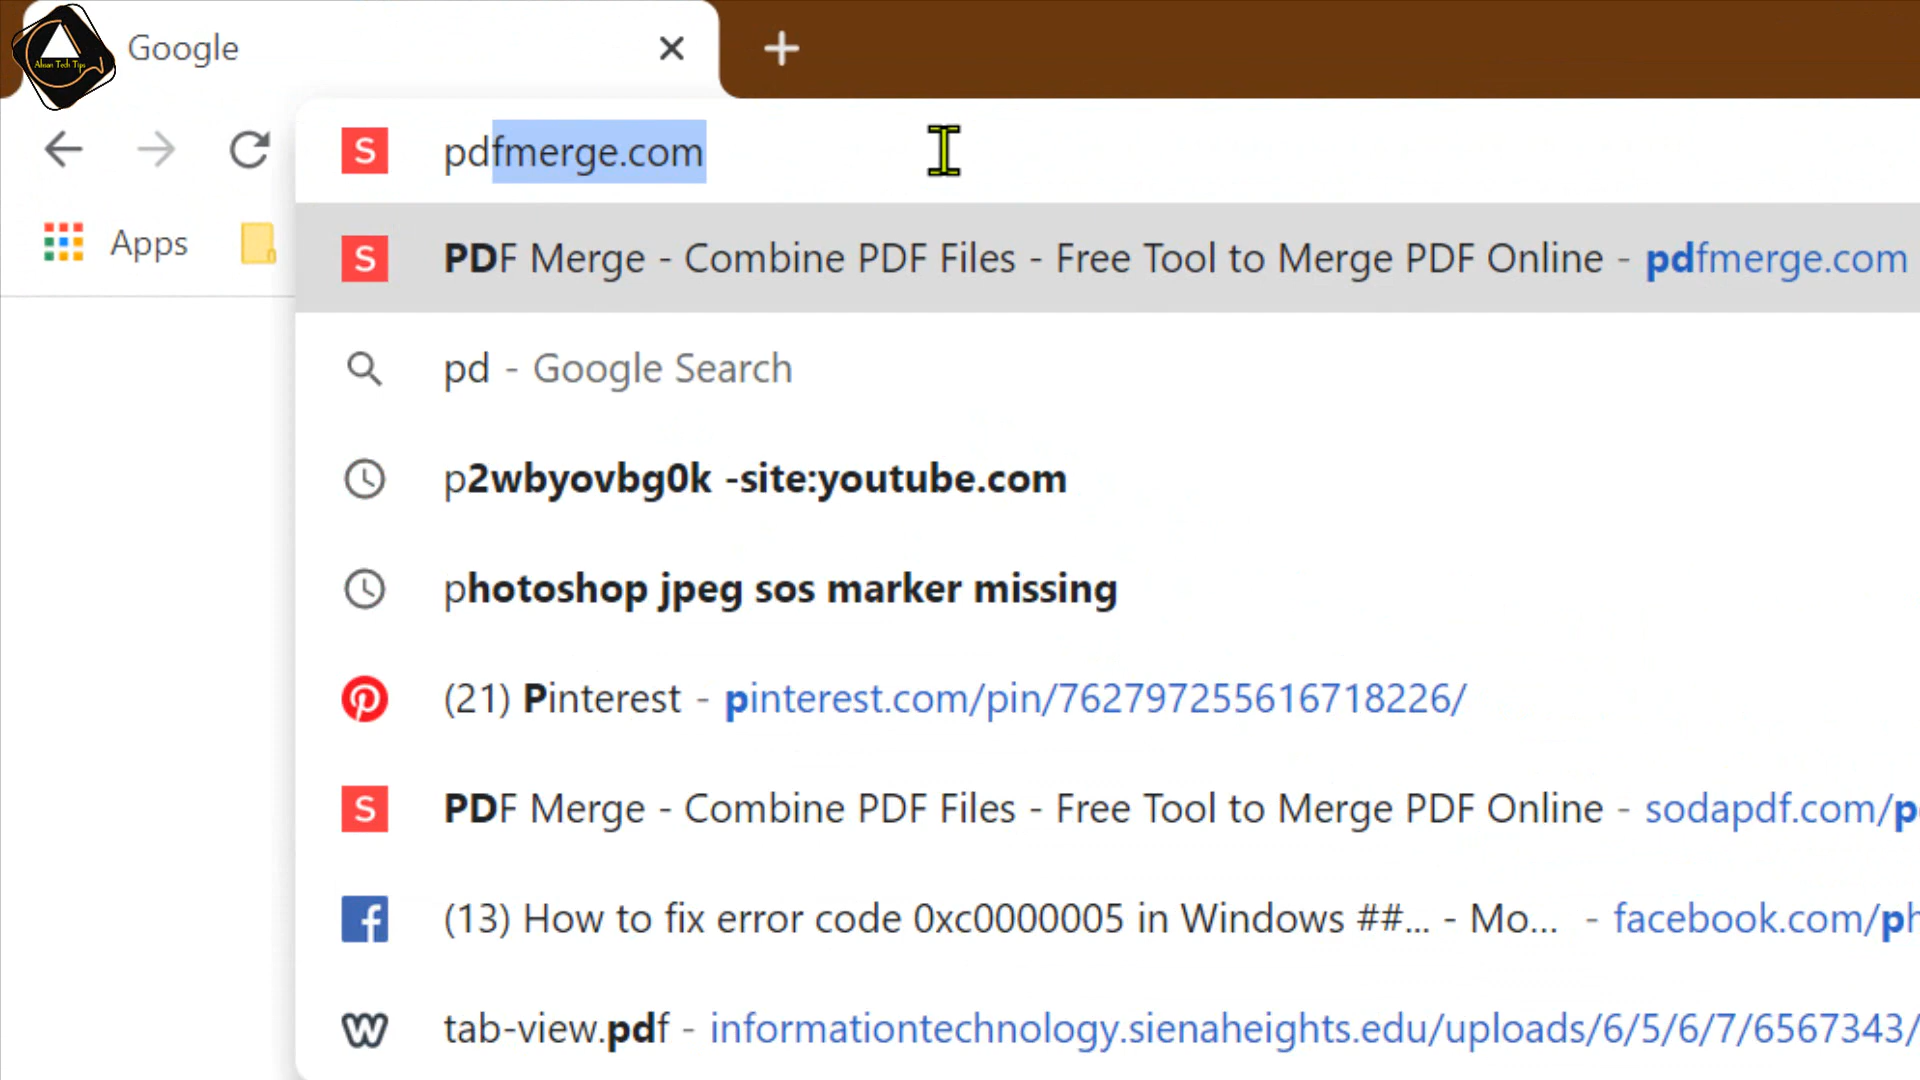 Ahsan Tech Tips
Google
pdfmerge.com
Apps
PDF Merge - Combine PDF Files - Free Tool to Merge PDF Online - pdfmerge.com
pd - Google Search
p2wbyovbg0k -site:youtube.com
photoshop jpeg sos marker missing
(21) Pinterest - pinterest.com/pin/762797255616718226/
PDF Merge - Combine PDF Files - Free Tool to Merge PDF Online - sodapdf.com/p
(13) How to fix error code 0xc0000005 in Windows ##... - Mo... - facebook.com/ph
tab-view.pdf - informationtechnology.sienaheights.edu/uploads/6/5/6/7/6567343/